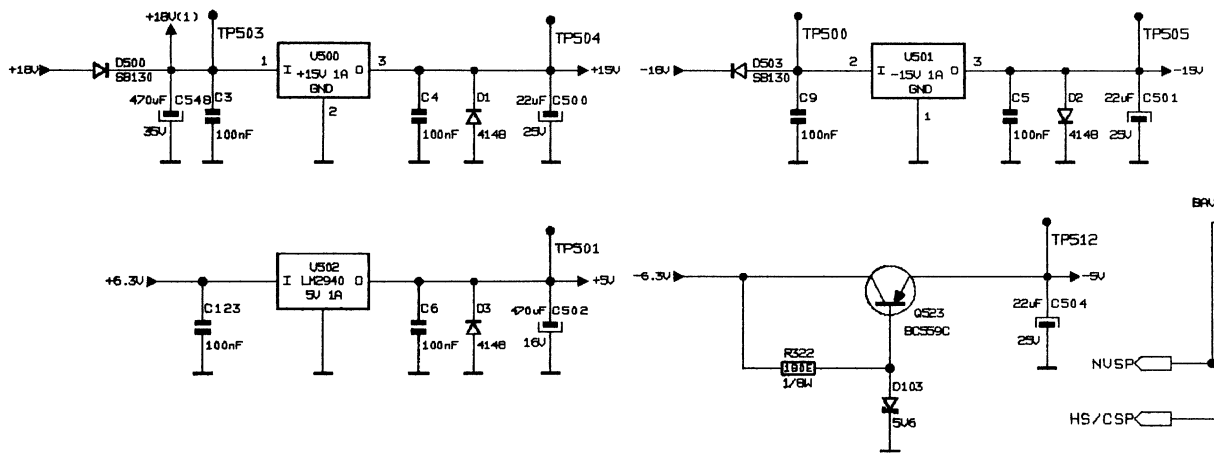 +18V(1)
TP503
TP504
+18V
D500
SB130
1
U500
I +15V 1A O
GND
3
2
+15V
470uF C548
35V
C3
100nF
C4
100nF
D1
4148
22uF C500
25V
TP500
TP505
-18V
D503
SB130
2
U501
I -15V 1A O
GND
3
1
-15V
C9
100nF
C5
100nF
D2
4148
22uF C501
25V
TP501
+6.3V
U502
I LM2940 O
5V 1A
+5V
C123
100nF
C6
100nF
D3
4148
470uF C502
16V
TP512
-6.3V
-5V
Q523
BC559C
22uF C504
25V
R322
180E
1/8W
D103
5V6
BAV
NVSP
HS/CSP